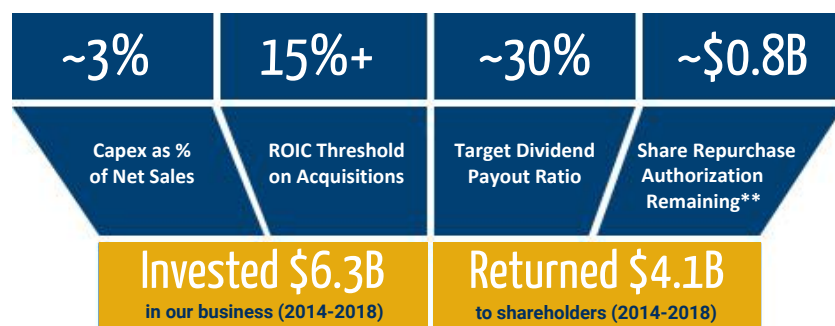 ~3%
15%+
~30%
~$0.8B
Capex as %
of Net Sales
ROIC Threshold
on Acquisitions
Target Dividend
Payout Ratio
Share Repurchase
Authorization
Remaining**
Invested $6.3B
in our business (2014-2018)
Returned $4.1B
to shareholders (2014-2018)